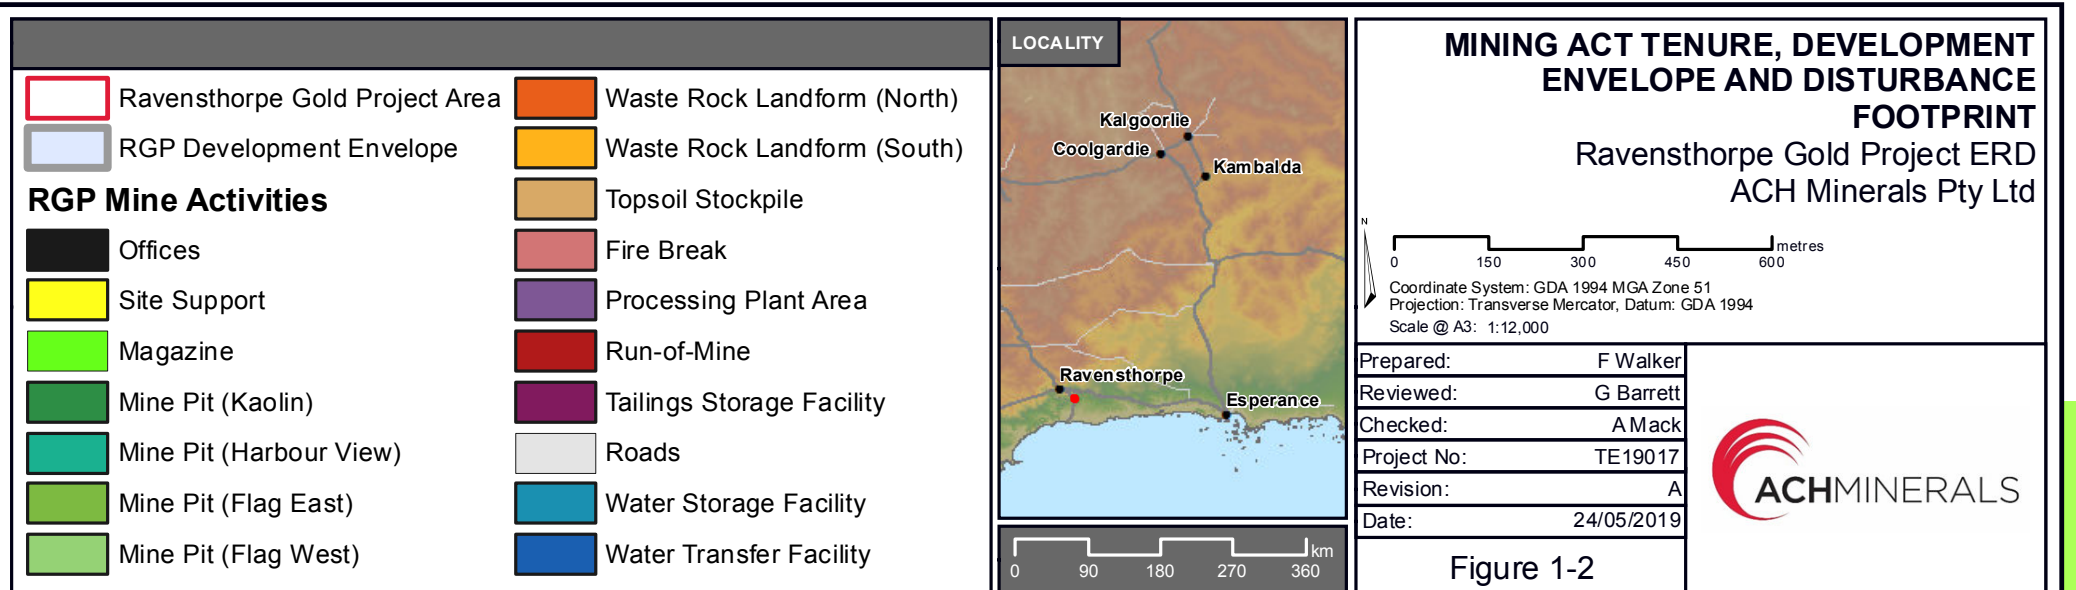 Ravensthorpe Gold Project Area
RGP Development Envelope
RGP Mine Activities
Offices
Site Support
Magazine
Mine Pit (Kaolin)
Mine Pit (Harbour View)
Mine Pit (Flag East)
Mine Pit (Flag West)
Waste Rock Landform (North)
Waste Rock Landform (South)
Topsoil Stockpile
Fire Break
Processing Plant Area
Run-of-Mine
Tailings Storage Facility
Roads
Water Storage Facility
Water Transfer Facility
LOCALITY
Kalgoorlie
Coolgardie
Kambalda
Ravensthorpe
Esperance
km
0 90 180 270 360
MINING ACT TENURE, DEVELOPMENT
ENVELOPE AND DISTURBANCE
FOOTPRINT
Ravensthorpe Gold Project ERD
ACH Minerals Pty Ltd
N
metres
0 150 300 450 600
Coordinate System: GDA 1994 MGA Zone 51
Projection: Transverse Mercator, Datum: GDA 1994
Scale @ A3: 1:12,000
Prepared: F Walker
Reviewed: G Barrett
Checked: A Mack
Project No: TE19017
Revision: A
Date: 24/05/2019
Figure 1-2
ACHMINERALS